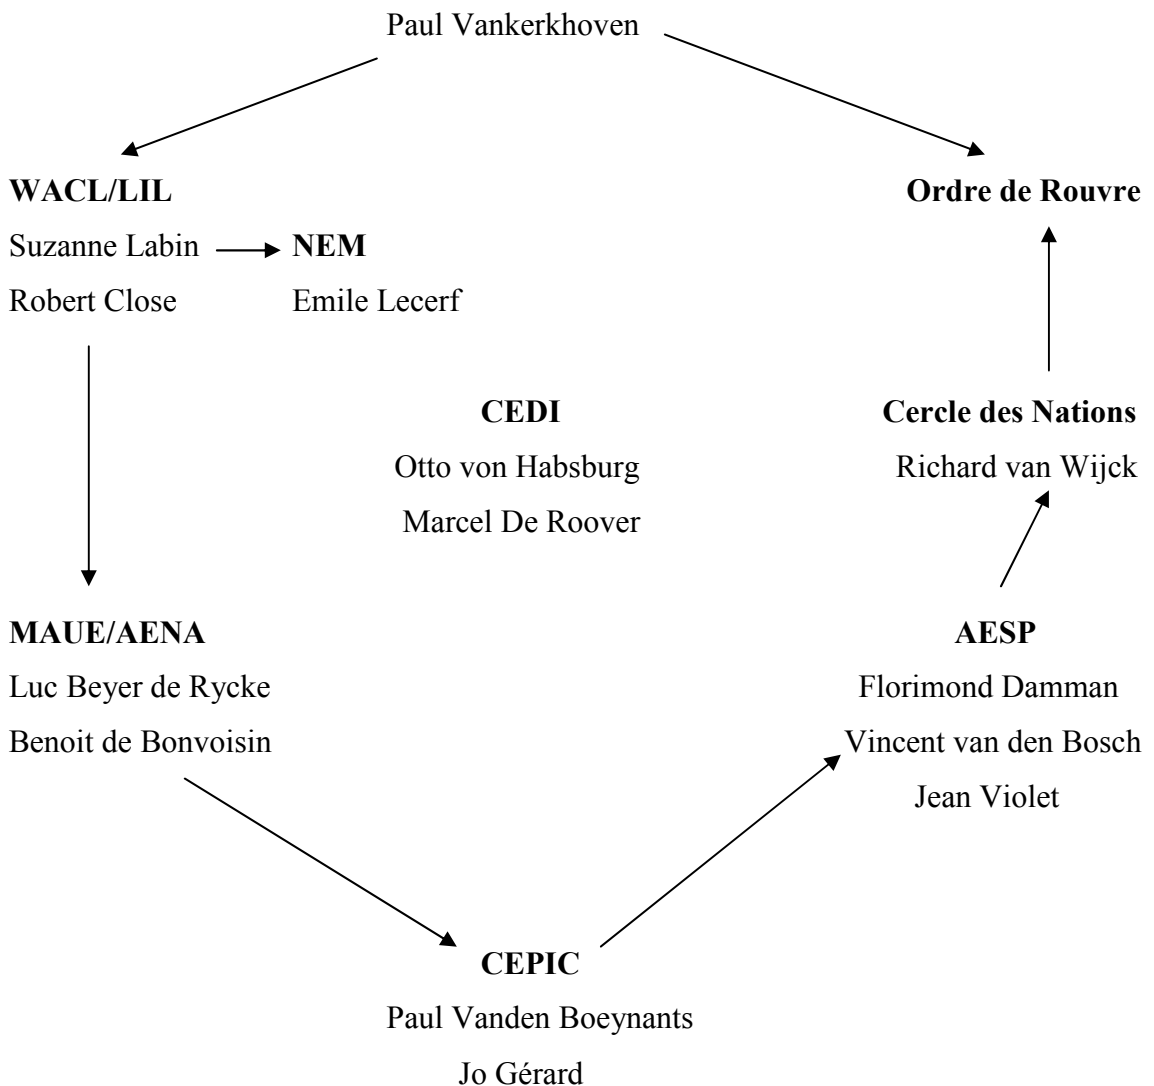 Paul Vankerkhoven
WACL/LIL
Ordre de Rouvre
Suzanne Labin
NEM
Robert Close
Emile Lecerf
CEDI
Cercle des Nations
Otto von Habsburg
Richard van Wijck
Marcel De Roover
MAUE/AENA
AESP
Luc Beyer de Rycke
Florimond Damman
Benoit de Bonvoisin
Vincent van den Bosch
Jean Violet
CEPIC
Paul Vanden Boeynants
Jo Gérard